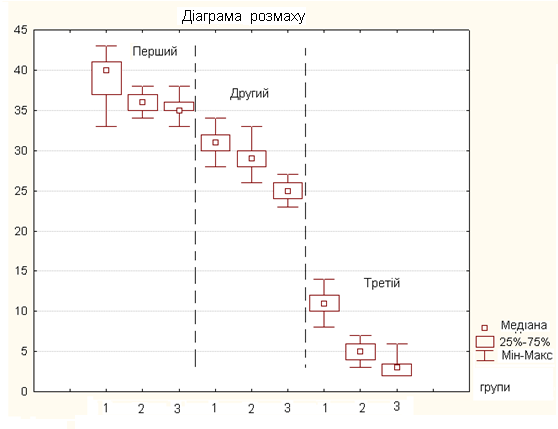 Діаграма розмаху
45
40
35
30
25
20
15
10
5
0
Перший
Другий
Третій
Медіана
25%-75%
Мін-Макс
групи
1 2 3 1 2 3 1 2 3